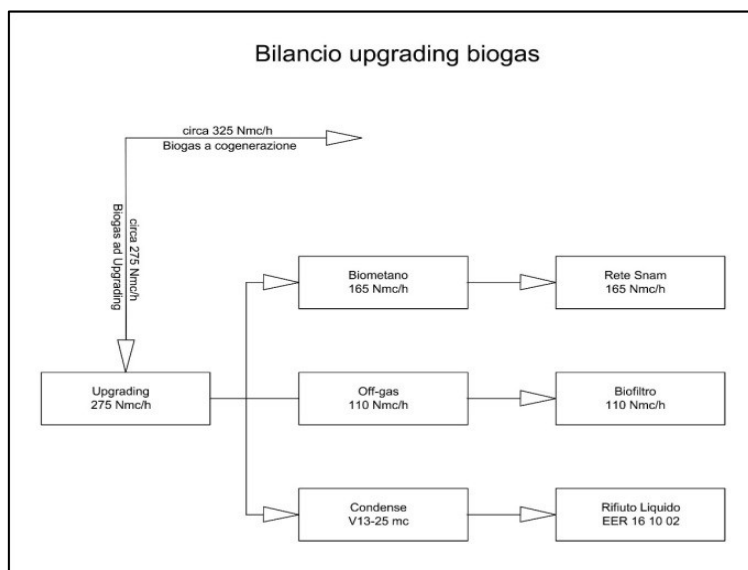 Bilancio upgrading biogas
circa 325 Nmc/h
Biogas a cogenerazione
circa 275 Nmc/h
Biogas ad Upgrading
Biometano
165 Nmc/h
Rete Snam
165 Nmc/h
Upgrading
275 Nmc/h
Off-gas
110 Nmc/h
Biofiltro
110 Nmc/h
Condense
V13-25 mc
Rifiuto Liquido
EER 16 10 02